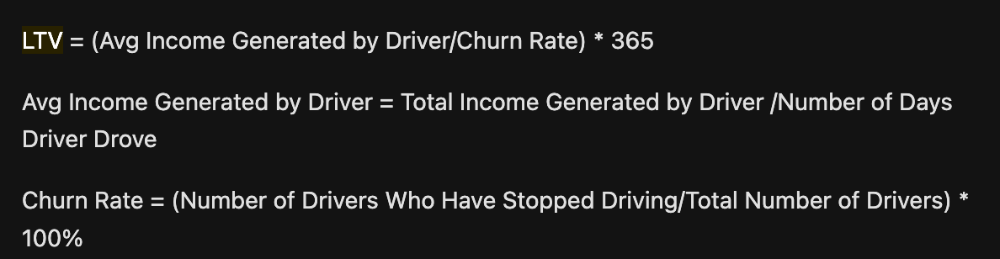 LTV = (Avg Income Generated by Driver/Churn Rate) * 365
Avg Income Generated by Driver = Total Income Generated by Driver /Number of Days
Driver Drove
Churn Rate = (Number of Drivers Who Have Stopped Driving/Total Number of Drivers) *
100%